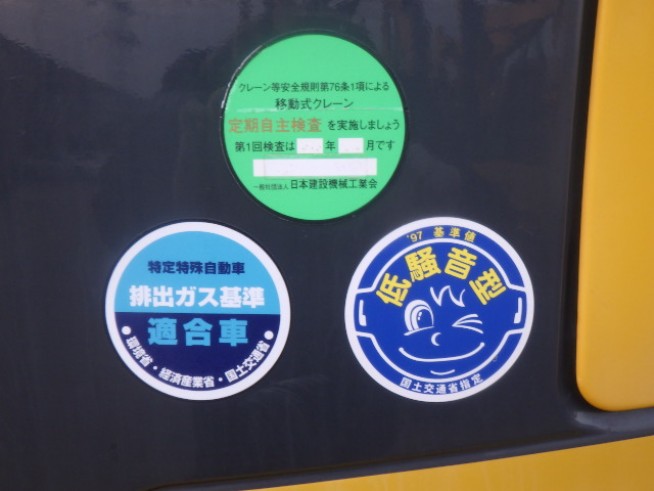 クレーン等安全規則第76条1項による
移動式クレーン
定期自主検査 を実施しましょう
第1回検査は 年 月です
一般社団法人 日本建設機械工業会
特定特殊自動車
排出ガス基準
適合車
●環境省・経済産業省・国土交通省●
'97 基準値
低騒音型
国土交通省指定